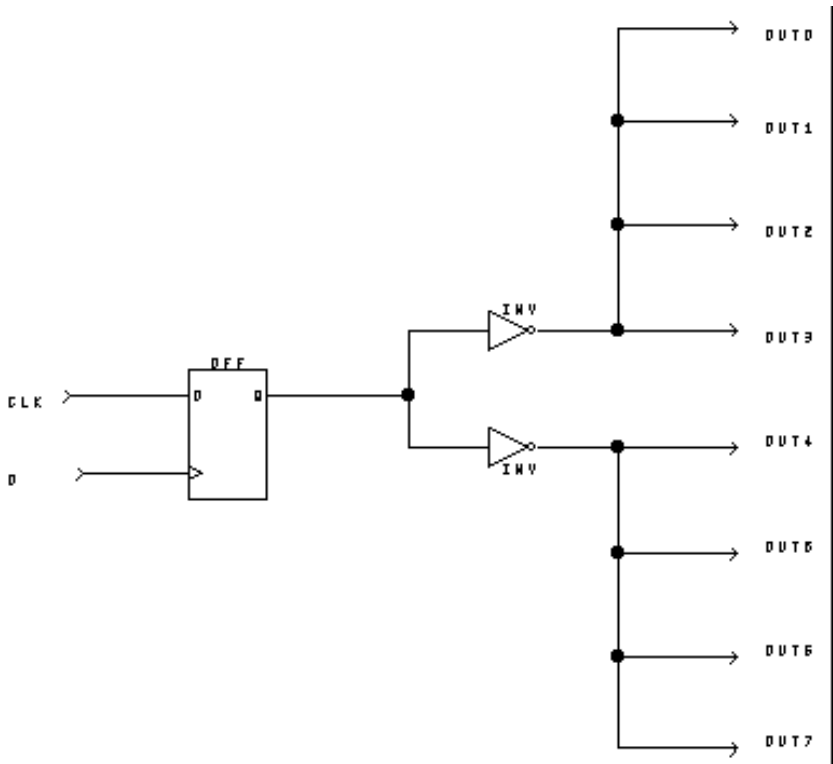 OUT0
OUT1
OUT2
INV
OUT3
DFF
CLK
D Q
OUT4
INV
D
OUT5
OUT6
OUT7